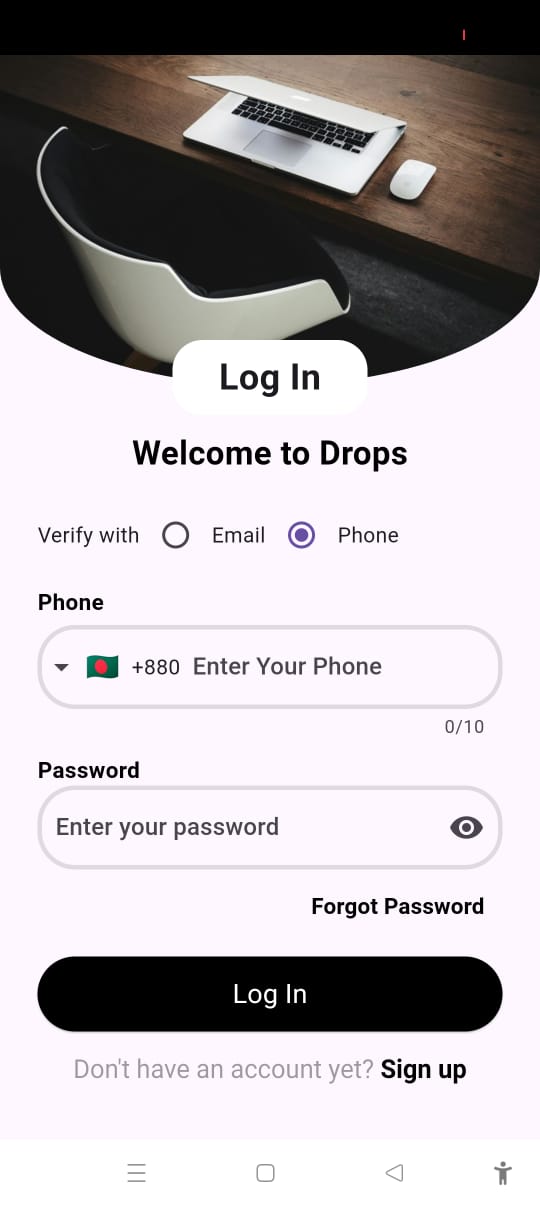 Log In
Welcome to Drops
Verify with Email Phone
Phone
+880 Enter Your Phone
0/10
Password
Enter your password
Forgot Password
Log In
Don't have an account yet? Sign up